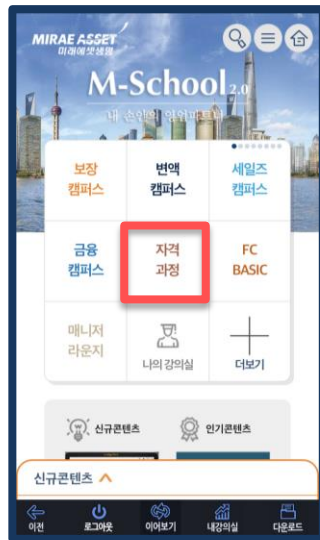 MIRAE ASSET
미래에셋생명
M-School 2.0
내 손안의 영업파트너
보장
캠퍼스
변액
캠퍼스
세일즈
캠퍼스
금융
캠퍼스
자격
과정
FC
BASIC
매니저
라운지
나의 강의실
더보기
신규콘텐츠
인기콘텐츠
신규콘텐츠
이전
로그아웃
이어보기
내강의실
다운로드